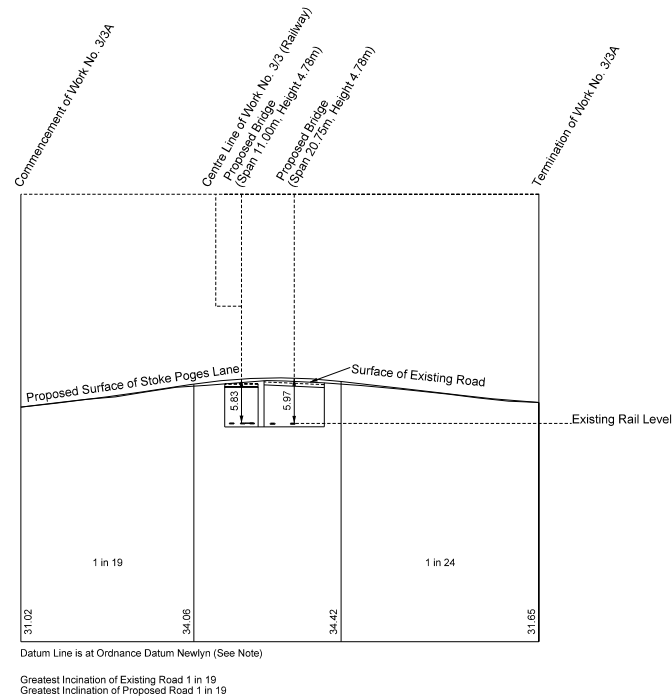 Commencement of Work No. 3/3A
Centre Line of Work No. 3/3 (Railway)
Proposed Bridge
(Span 11.00m, Height 4.78m)
Proposed Bridge
(Span 20.75m, Height 4.78m)
Termination of Work No. 3/3A
Proposed Surface of Stoke Poges Lane
Surface of Existing Road
5.83
5.97
Existing Rail Level
1 in 19
1 in 24
31.02
34.06
34.42
31.65
Datum Line is at Ordnance Datum Newlyn (See Note)
Greatest Incination of Existing Road 1 in 19
Greatest Inclination of Proposed Road 1 in 19